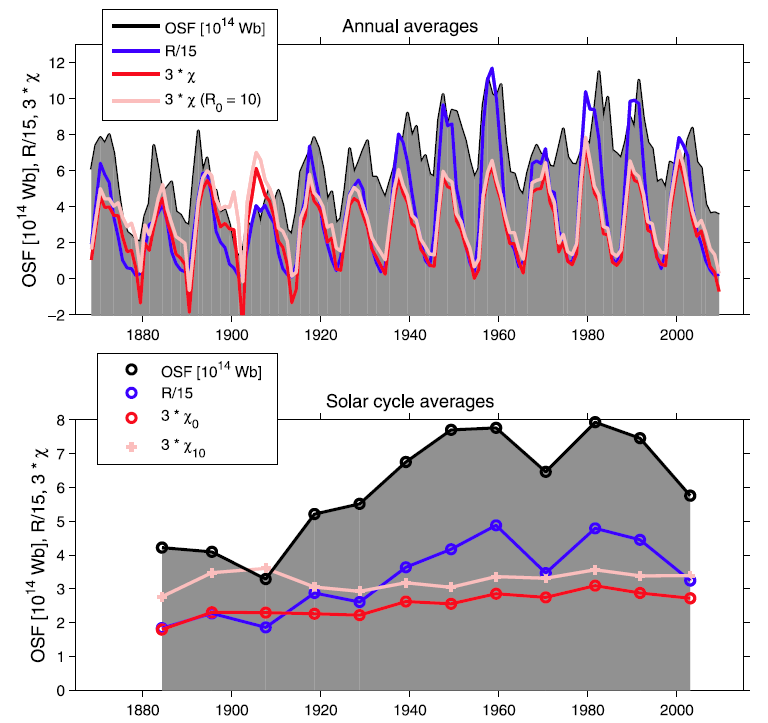 Annual averages
OSF [10^14 Wb]
R/15
3 * χ
3 * χ (R_0 = 10)
OSF [10^14 Wb], R/15, 3 * χ
12
10
8
6
4
2
0
−2
1880 1900 1920 1940 1960 1980 2000
Solar cycle averages
OSF [10^14 Wb]
R/15
3 * χ_0
3 * χ_10
OSF [10^14 Wb], R/15, 3 * χ
8
7
6
5
4
3
2
1
0
1880 1900 1920 1940 1960 1980 2000